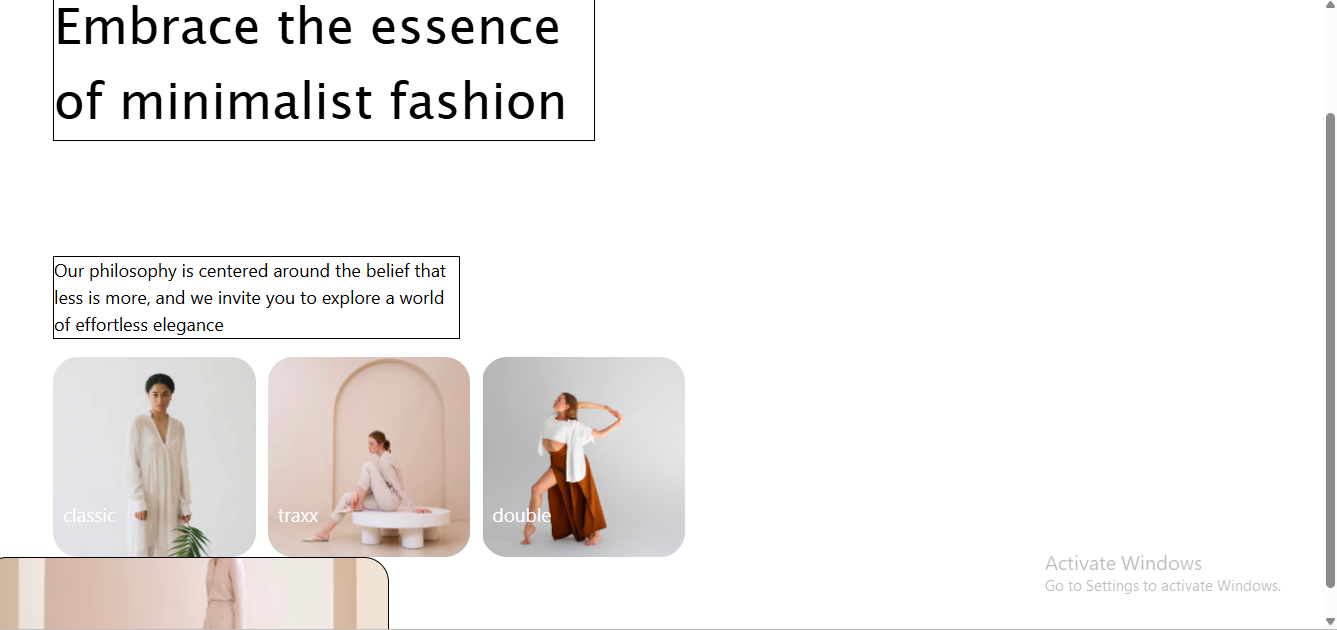 Embrace the essence
of minimalist fashion
Our philosophy is centered around the belief that
less is more, and we invite you to explore a world
of effortless elegance
classic
traxx
double
Activate Windows
Go to Settings to activate Windows.